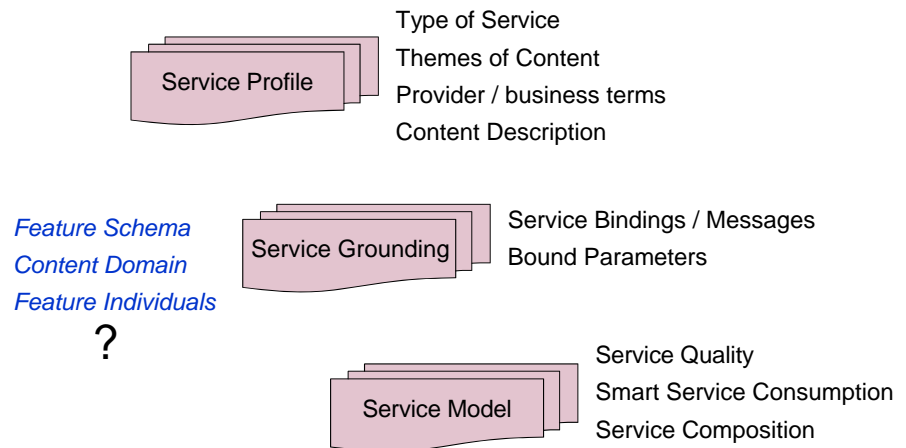 Type of Service
Themes of Content
Service Profile
Provider / business terms
Content Description
Feature Schema
Content Domain
Feature Individuals
?
Service Grounding
Service Bindings / Messages
Bound Parameters
Service Model
Service Quality
Smart Service Consumption
Service Composition